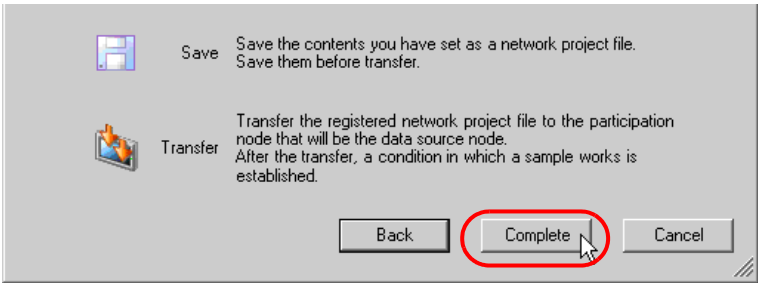 Save
Save the contents you have set as a network project file.
Save them before transfer.
Transfer
Transfer the registered network project file to the participation
node that will be the data source node.
After the transfer, a condition in which a sample works is
established.
Back
Complete
Cancel